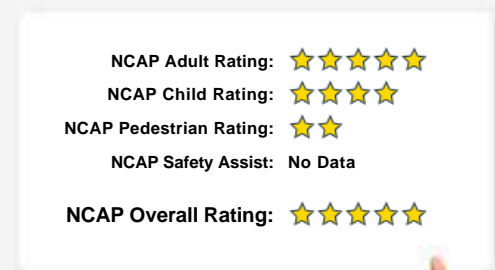 NCAP Adult Rating:
NCAP Child Rating:
NCAP Pedestrian Rating:
NCAP Safety Assist: No Data
NCAP Overall Rating: